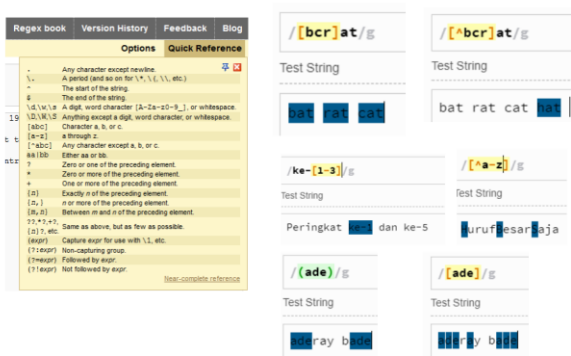 Regex book Version History Feedback Blog
Options Quick Reference
. Any character except newline.
\. A period (and so on for \*, \(, \\, etc.)
^ The start of the string.
$ The end of the string.
\d,\w,\s A digit, word character [A-Za-z0-9_], or whitespace.
\D,\W,\S Anything except a digit, word character, or whitespace.
[abc] Character a, b, or c.
[a-z] a through z.
[^abc] Any character except a, b, or c.
aa|bb Either aa or bb.
? Zero or one of the preceding element.
* Zero or more of the preceding element.
+ One or more of the preceding element.
{n} Exactly n of the preceding element.
{n,} n or more of the preceding element.
{m,n} Between m and n of the preceding element.
??,*?,+?,
{n}?, etc. Same as above, but as few as possible.
(expr) Capture expr for use with \1, etc.
(?:expr) Non-capturing group.
(?=expr) Followed by expr.
(?!expr) Not followed by expr.
Near-complete reference
/[bcr]at/g
Test String
bat rat cat
/[^bcr]at/g
Test String
bat rat cat hat
/ke-[1-3]/g
Test String
Peringkat ke-1 dan ke-5
/[^a-z]/g
Test String
HurufBesarSaja
/(ade)/g
Test String
aderay bade
/[ade]/g
Test String
aderay bade